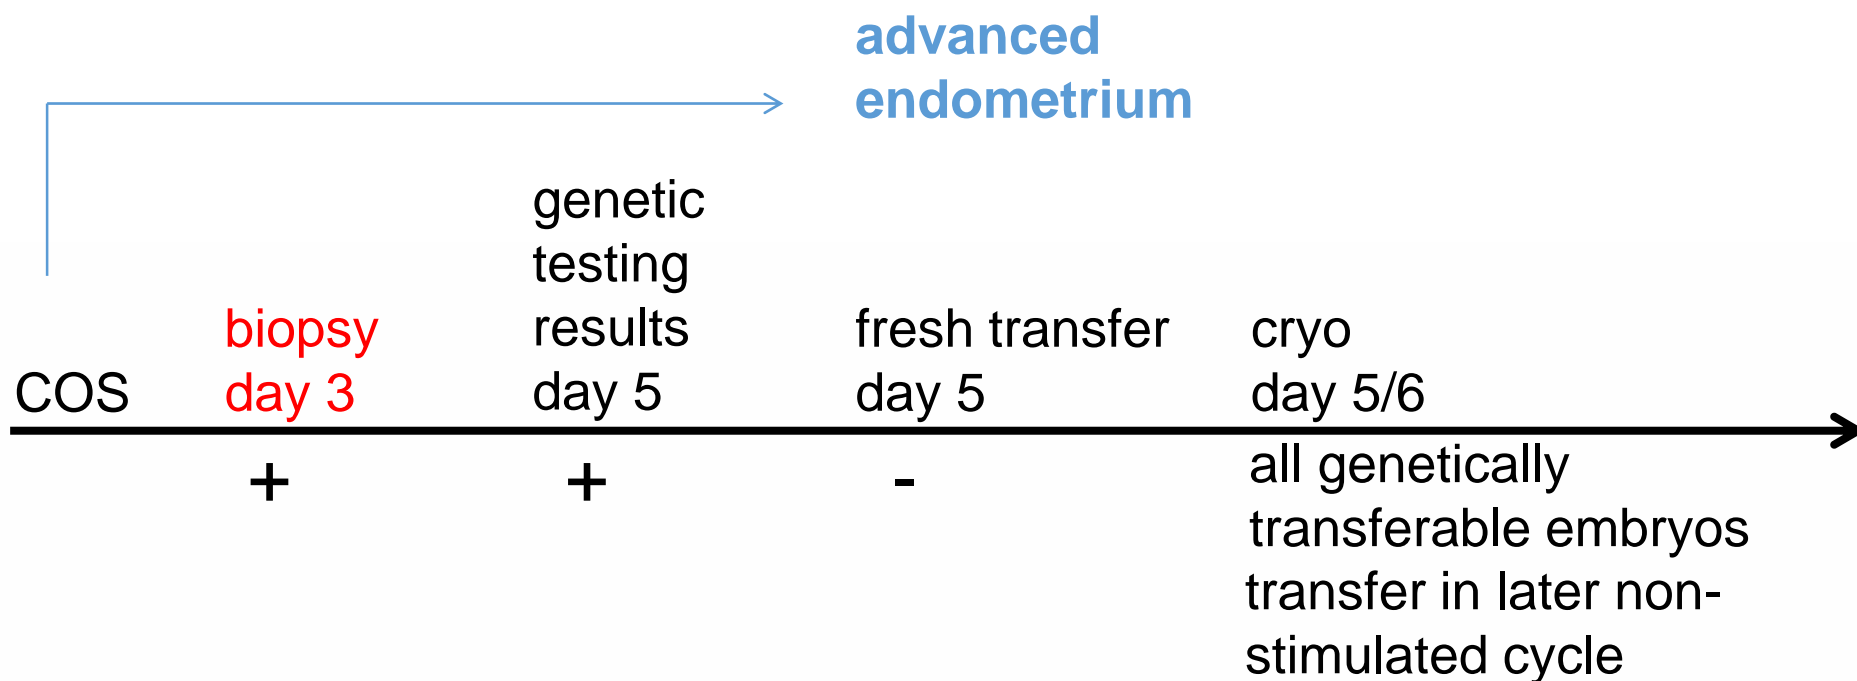 advanced
endometrium
genetic
testing
results
day 5
COS
biopsy
day 3
fresh transfer
day 5
cryo
day 5/6
+
+
-
all genetically
transferable embryos
transfer in later non-
stimulated cycle